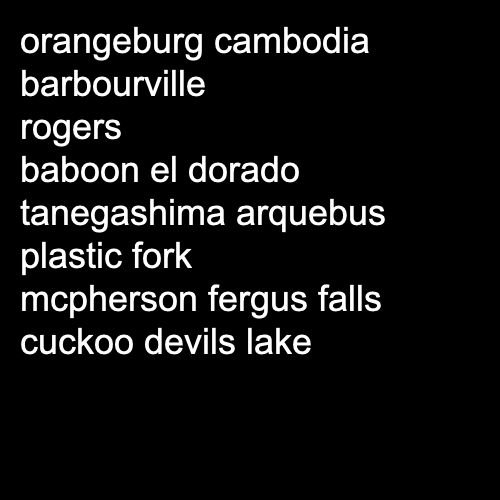 orangeburg cambodia
barbourville
rogers
baboon el dorado
tanegashima arquebus
plastic fork
mcpherson fergus falls
cuckoo devils lake